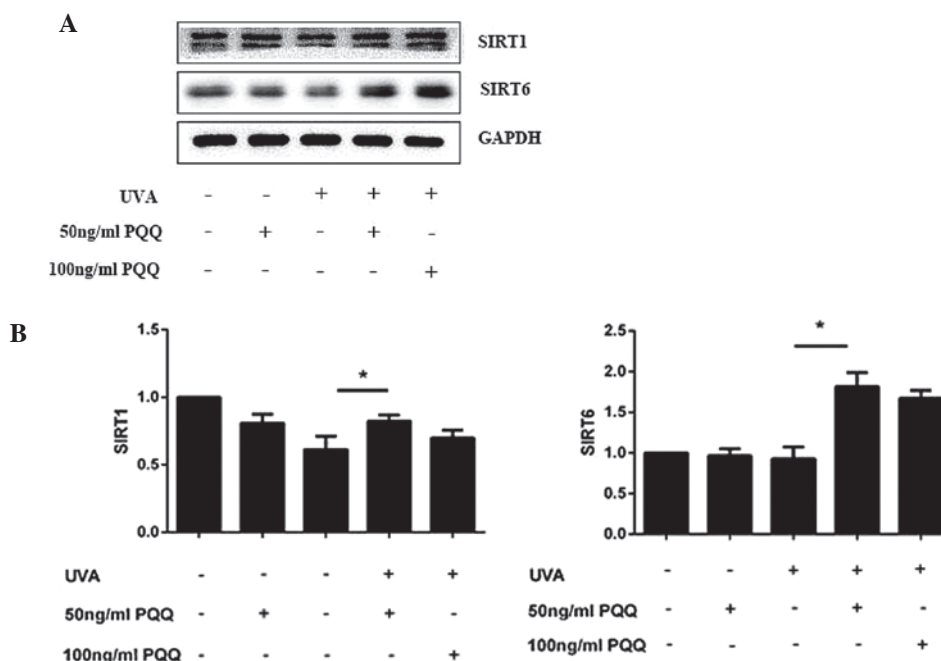 A
SIRT1
SIRT6
GAPDH
UVA - - + + +
50ng/ml PQQ - + - + -
100ng/ml PQQ - - - - +
B
1.5
1.0
0.5
0.0
SIRT1
UVA - - - + +
50ng/ml PQQ - + - + -
100ng/ml PQQ - - - - +
*
2.5
2.0
1.5
1.0
0.5
0.0
SIRT6
UVA - - + + +
50ng/ml PQQ - + - + -
100ng/ml PQQ - - - - +
*